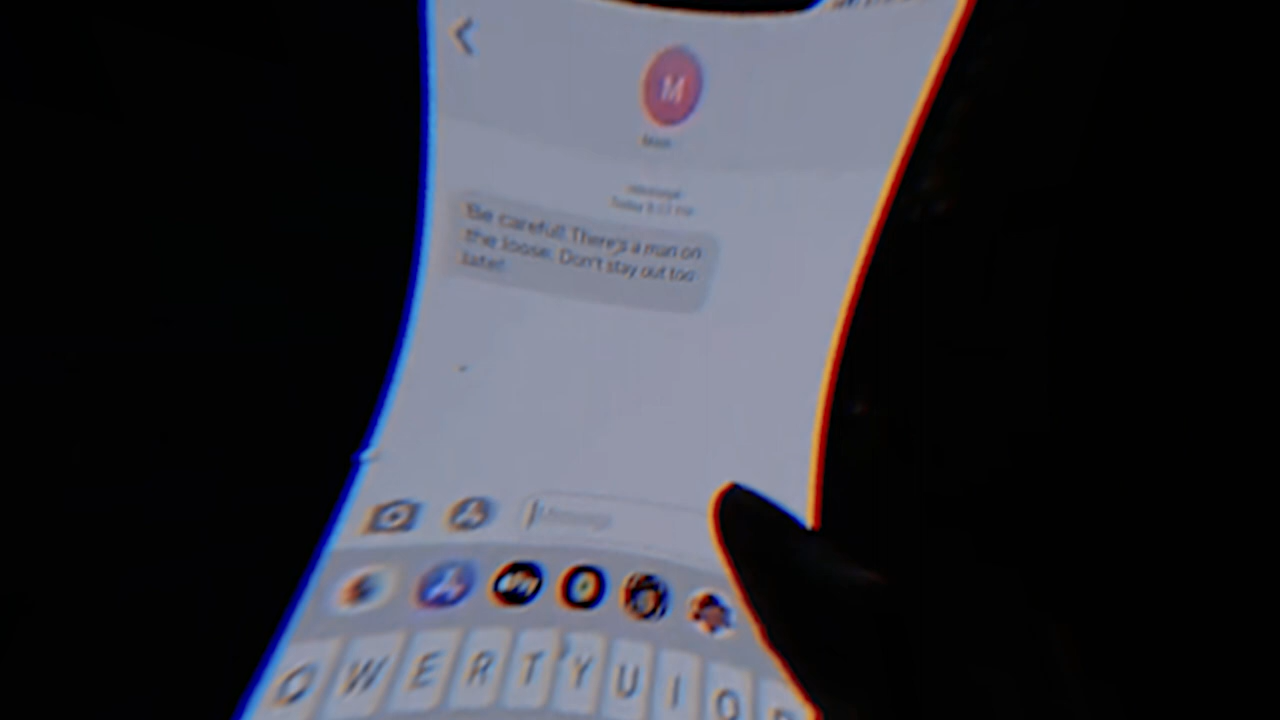 M
Be careful! There's a man on
the loose. Don't stay out too
late!
Q W E R T Y U I O P